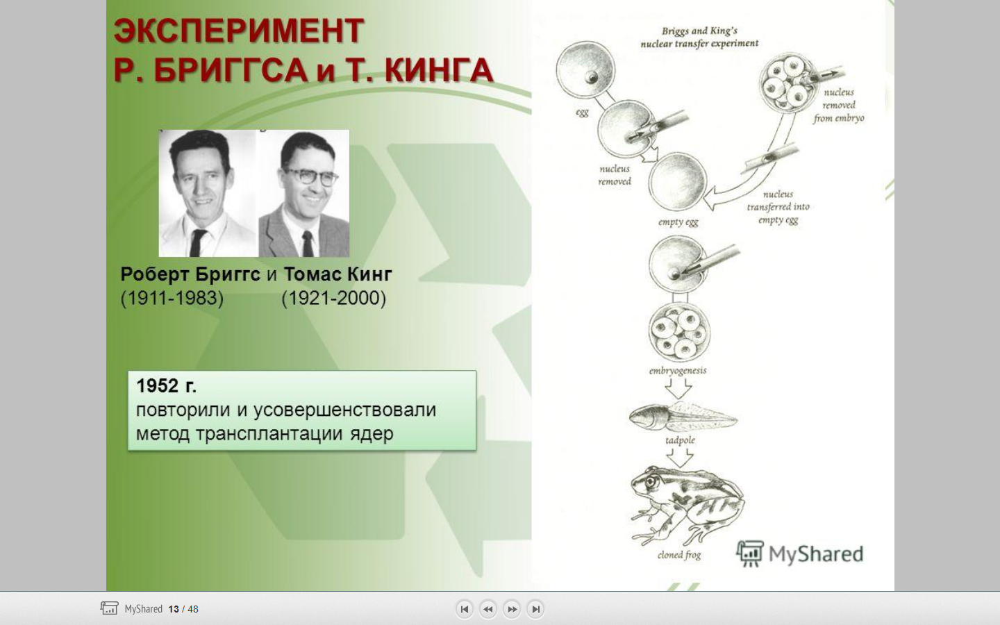 ЭКСПЕРИМЕНТ
Р. БРИГГСА и Т. КИНГА
Роберт Бриггс и Томас Кинг
(1911-1983) (1921-2000)
1952 г.
повторили и усовершенствовали
метод трансплантации ядер
Briggs and King's
nuclear transfer experiment
egg
nucleus
removed
from embryo
nucleus
removed
nucleus
transferred into
empty egg
empty egg
embryogenesis
tadpole
cloned frog
MyShared
MyShared 13 / 48